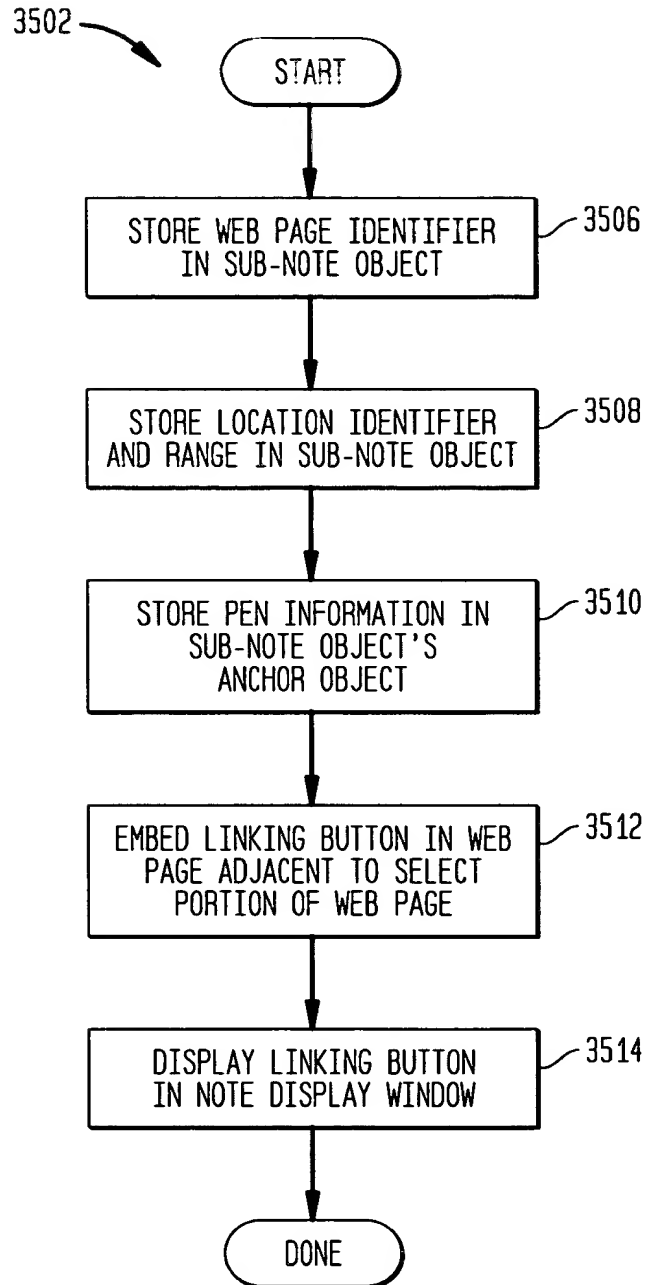 3502
START
STORE WEB PAGE IDENTIFIER
IN SUB-NOTE OBJECT
3506
STORE LOCATION IDENTIFIER
AND RANGE IN SUB-NOTE OBJECT
3508
STORE PEN INFORMATION IN
SUB-NOTE OBJECT'S
ANCHOR OBJECT
3510
EMBED LINKING BUTTON IN WEB
PAGE ADJACENT TO SELECT
PORTION OF WEB PAGE
3512
DISPLAY LINKING BUTTON
IN NOTE DISPLAY WINDOW
3514
DONE